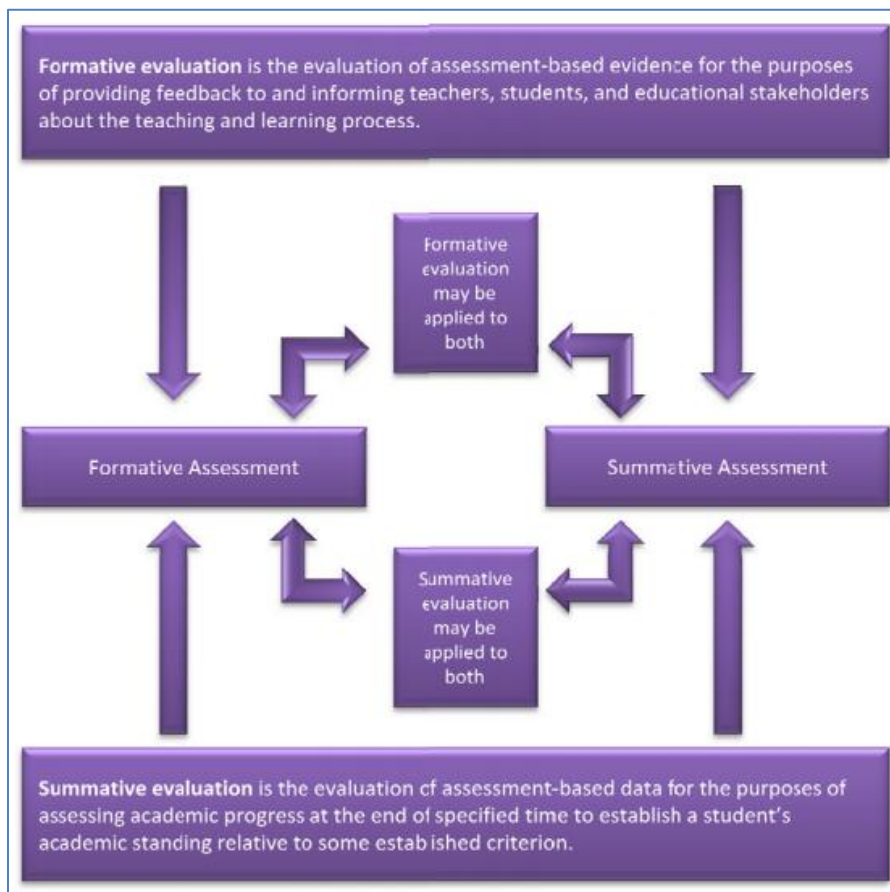 Formative evaluation is the evaluation of assessment-based evidence for the purposes
of providing feedback to and informing teachers, students, and educational stakeholders
about the teaching and learning process.
Formative
evaluation
may be
applied to
both
Formative Assessment
Summative Assessment
Summative
evaluation
may be
applied to
both
Summative evaluation is the evaluation of assessment-based data for the purposes of
assessing academic progress at the end of specified time to establish a student's
academic standing relative to some established criterion.